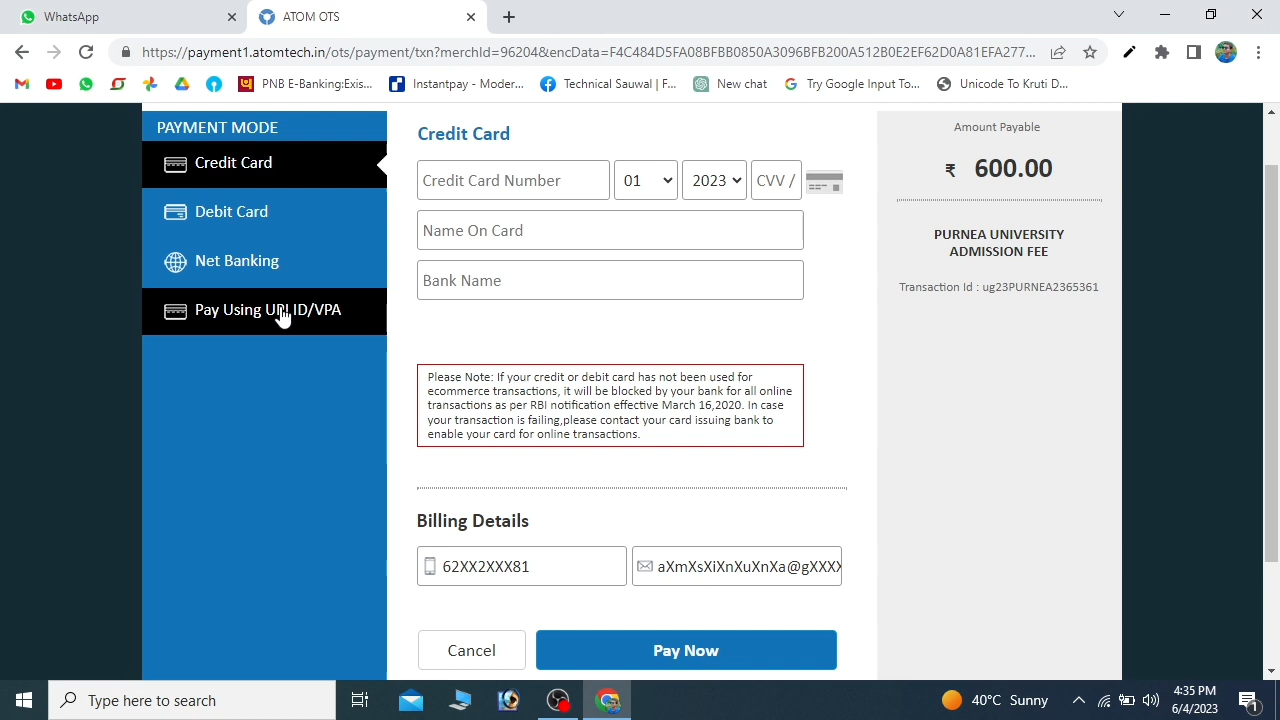 WhatsApp
ATOM OTS
https://payment1.atomtech.in/ots/payment/txn?merchId=96204&encData=F4C484D5FA08BFB0850A3096BFB200A512B0E2EF62D0A81EFA277...
PNB E-Banking:Exis...
Instantpay - Moder...
Technical Sauwal | F...
New chat
Try Google Input To...
Unicode To Kruti D...
PAYMENT MODE
Credit Card
Debit Card
Net Banking
Pay Using UPI ID/VPA
Credit Card
Credit Card Number
01
2023
CVV /
Name On Card
Bank Name
Please Note: If your credit or debit card has not been used for
ecommerce transactions, it will be blocked by your bank for all online
transactions as per RBI notification effective March 16,2020. In case
your transaction is failing,please contact your card issuing bank to
enable your card for online transactions.
Billing Details
62XX2XXX81
aXmXsXiXnXuXnXa@gXXXX
Cancel
Pay Now
Amount Payable
₹ 600.00
PURNEA UNIVERSITY
ADMISSION FEE
Transaction Id : ug23PURNEA2365361
Type here to search
40°C Sunny
4:35 PM
6/4/2023
1